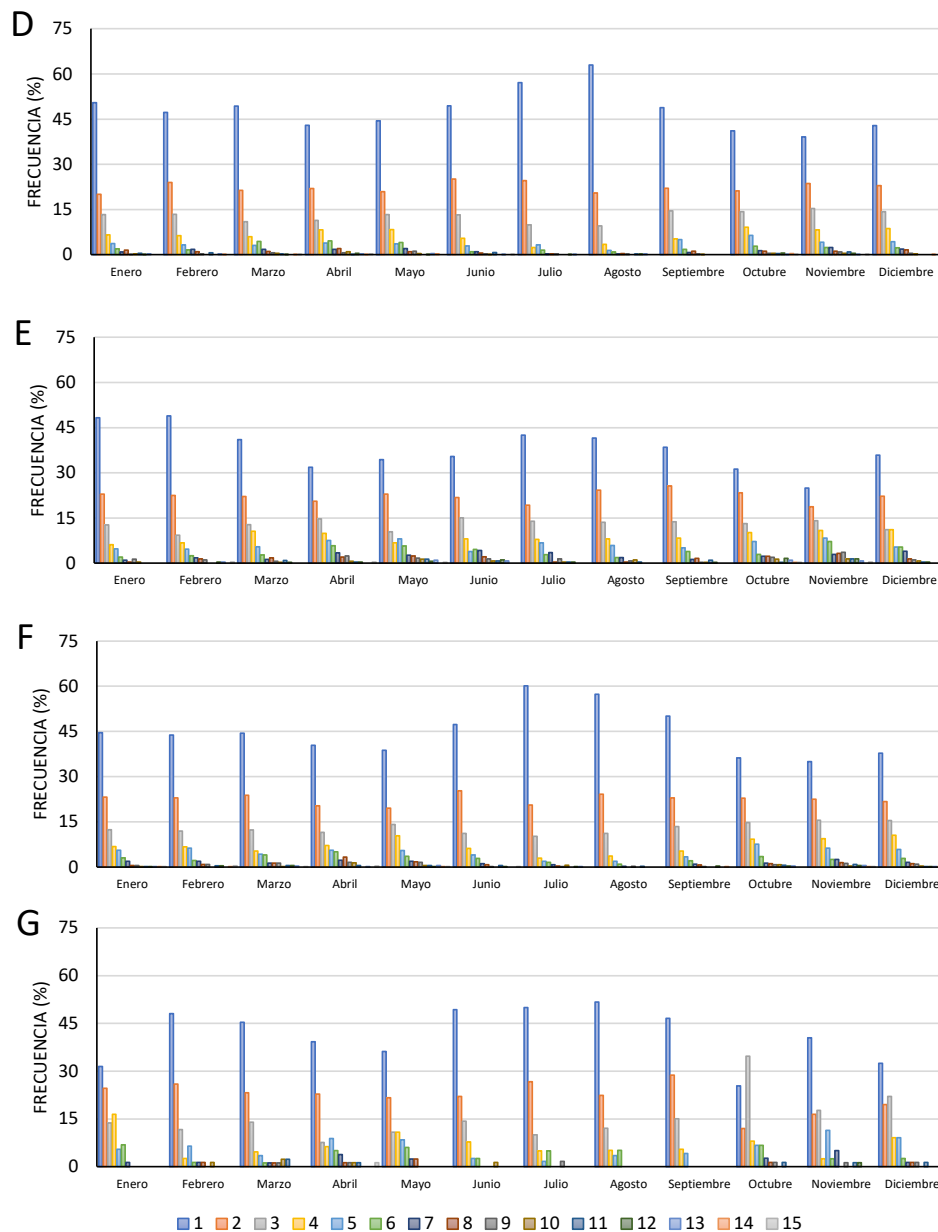 D
FRECUENCIA (%)
75
60
45
30
15
0
Enero Febrero Marzo Abril Mayo Junio Julio Agosto Septiembre Octubre Noviembre Diciembre
E
FRECUENCIA (%)
75
60
45
30
15
0
Enero Febrero Marzo Abril Mayo Junio Julio Agosto Septiembre Octubre Noviembre Diciembre
F
FRECUENCIA (%)
75
60
45
30
15
0
Enero Febrero Marzo Abril Mayo Junio Julio Agosto Septiembre Octubre Noviembre Diciembre
G
FRECUENCIA (%)
75
60
45
30
15
0
Enero Febrero Marzo Abril Mayo Junio Julio Agosto Septiembre Octubre Noviembre Diciembre
1 2 3 4 5 6 7 8 9 10 11 12 13 14 15